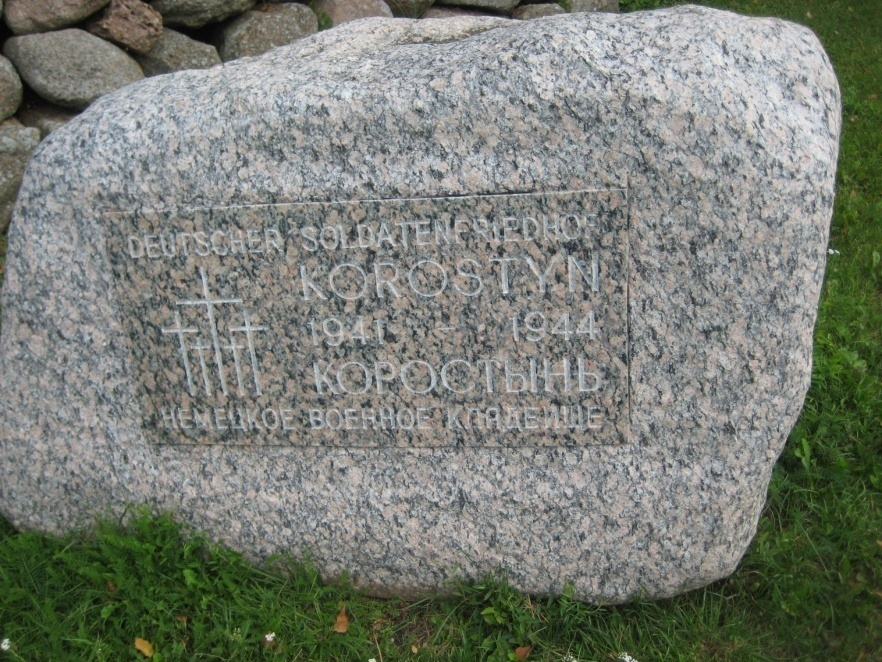 DEUTSCHER SOLDATENFRIEDHOF
KOROSTYN
1941 - 1944
КОРОСТЫНЬ
НЕМЕЦКОЕ ВОЕННОЕ КЛАДБИЩЕ